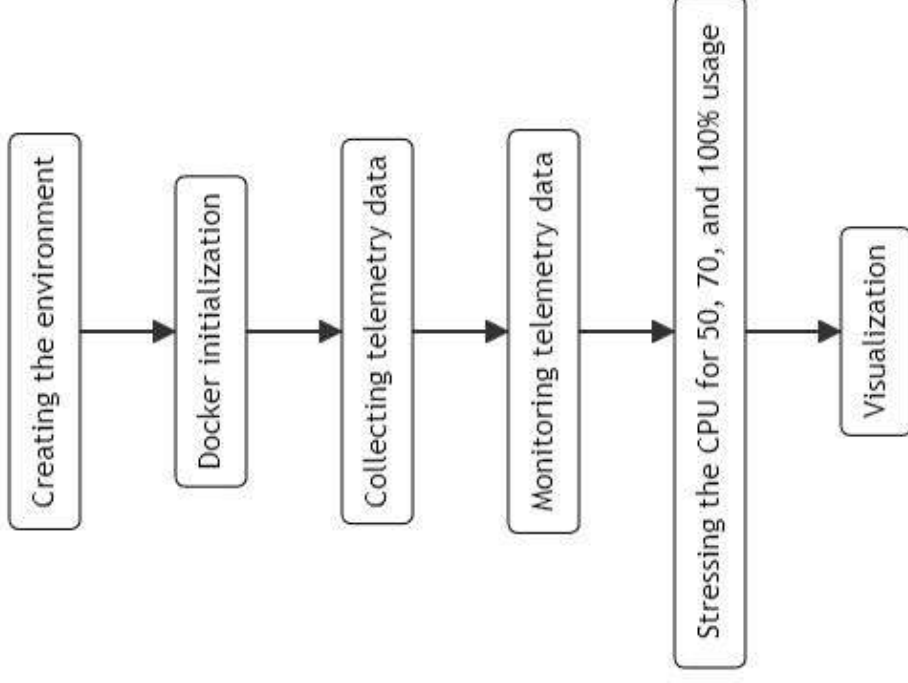 Creating the environment
Docker initialization
Collecting telemetry data
Monitoring telemetry data
Stressing the CPU for 50, 70, and 100% usage
Visualization